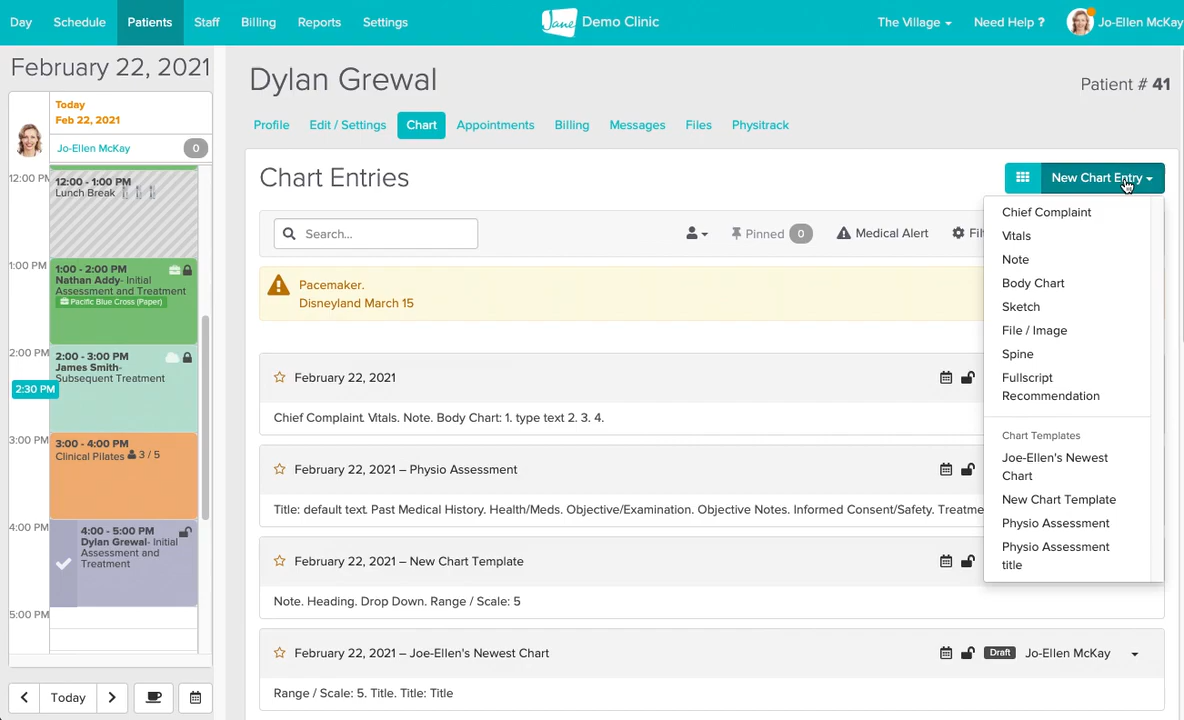 Day Schedule Patients Staff Billing Reports Settings Jane Demo Clinic The Village Need Help ? Jo-Ellen McKay
February 22, 2021
Today
Feb 22, 2021
Jo-Ellen McKay 0
12:00 PM
12:00 - 1:00 PM
Lunch Break
1:00 PM
1:00 - 2:00 PM
Nathan Addy- Initial
Assessment and Treatment
Pacific Blue Cross (Paper)
2:00 PM
2:00 - 3:00 PM
James Smith-
Subsequent Treatment
2:30 PM
3:00 PM
3:00 - 4:00 PM
Clinical Pilates 3 / 5
4:00 PM
4:00 - 5:00 PM
Dylan Grewal- Initial
Assessment and
Treatment
5:00 PM
Today
Dylan Grewal
Patient # 41
Profile Edit / Settings Chart Appointments Billing Messages Files Physitrack
Chart Entries
New Chart Entry
Search... Pinned 0 Medical Alert Filt
Pacemaker.
Disneyland March 15
February 22, 2021
Chief Complaint. Vitals. Note. Body Chart: 1. type text 2. 3. 4.
February 22, 2021 – Physio Assessment
Title: default text. Past Medical History. Health/Meds. Objective/Examination. Objective Notes. Informed Consent/Safety. Treatme
February 22, 2021 – New Chart Template
Note. Heading. Drop Down. Range / Scale: 5
February 22, 2021 – Joe-Ellen's Newest Chart Draft Jo-Ellen McKay
Range / Scale: 5. Title. Title: Title
Chief Complaint
Vitals
Note
Body Chart
Sketch
File / Image
Spine
Fullscript
Recommendation
Chart Templates
Joe-Ellen's Newest
Chart
New Chart Template
Physio Assessment
Physio Assessment
title